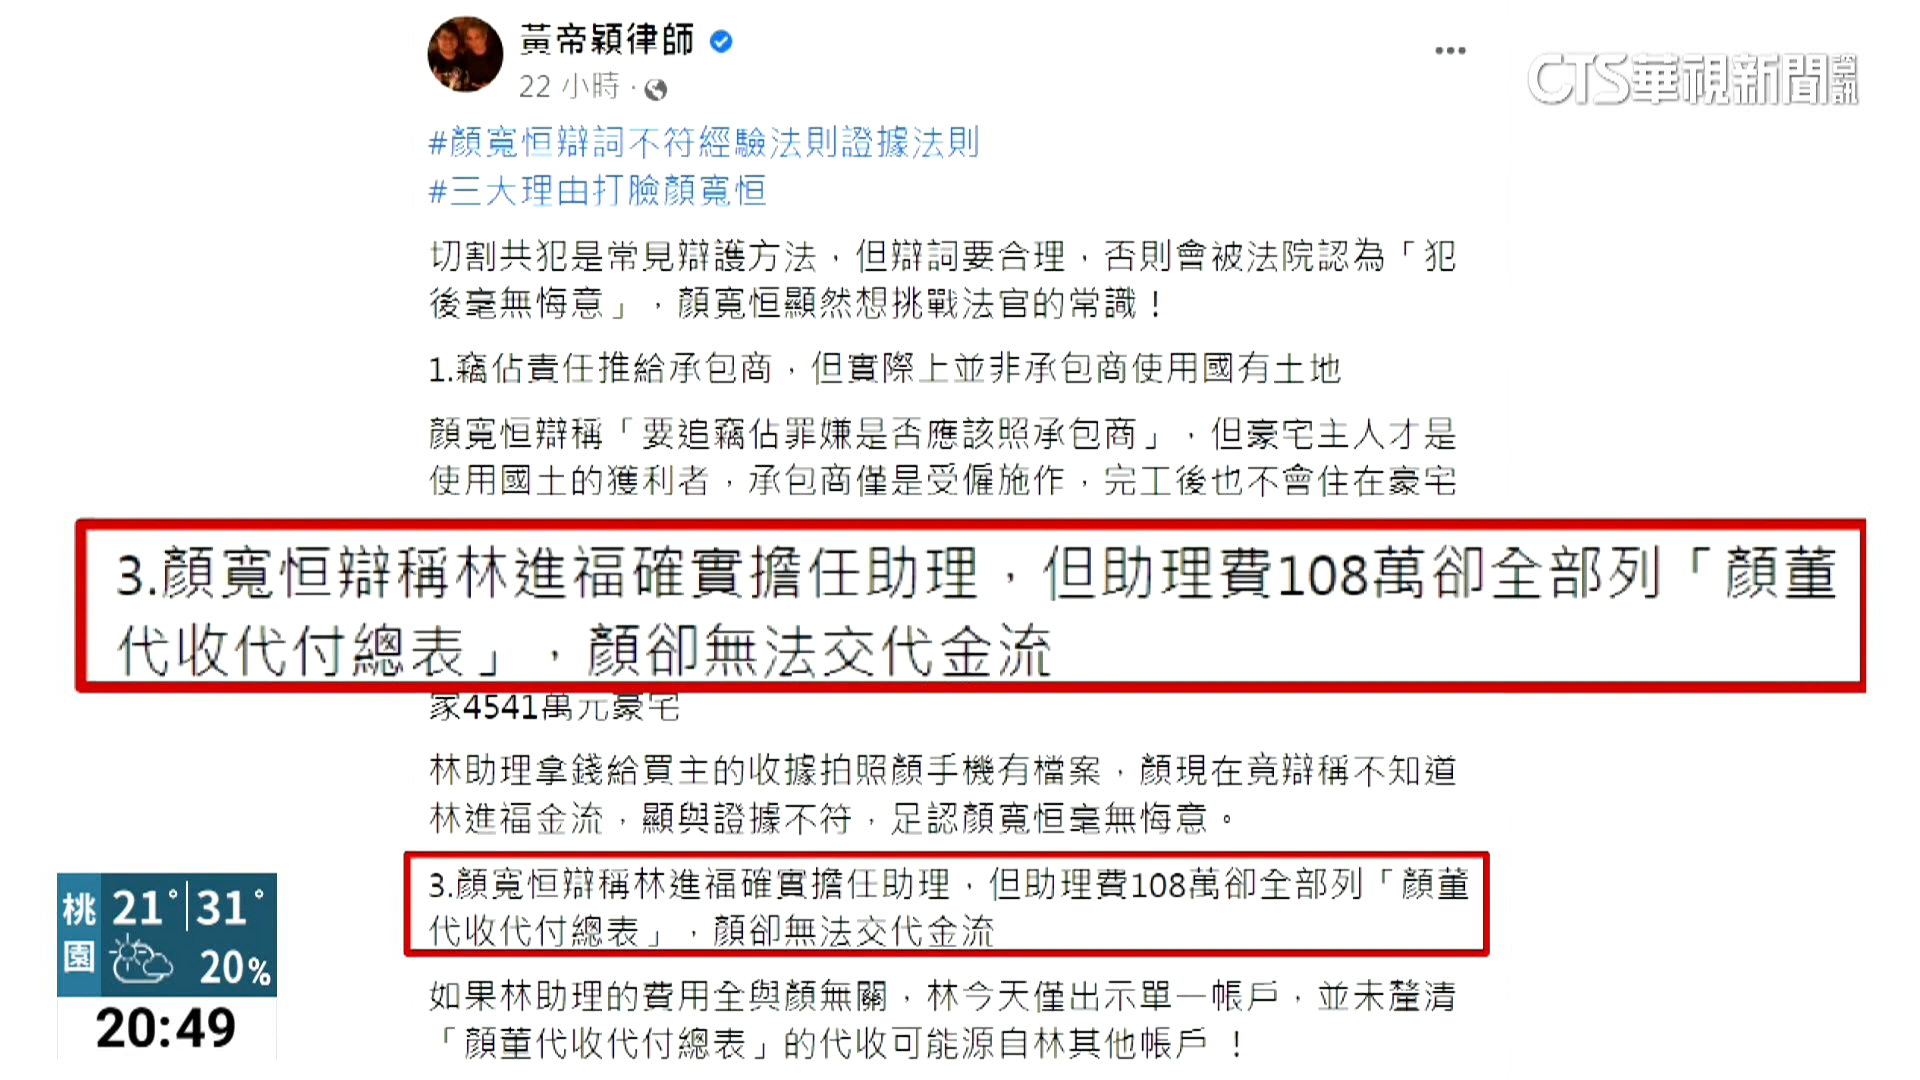 黃帝穎律師
22 小時
CTS華視新聞資訊
#顏寬恒辯詞不符經驗法則證據法則
#三大理由打臉顏寬恒
切割共犯是常見辯護方法，但辯詞要合理，否則會被法院認為「犯
後毫無悔意」，顏寬恒顯然想挑戰法官的常識！
1.竊佔責任推給承包商，但實際上並非承包商使用國有土地
顏寬恒辯稱「要追竊佔罪嫌是否應該照承包商」，但豪宅主人才是
使用國土的獲利者，承包商僅是受僱施作，完工後也不會住在豪宅
3.顏寬恒辯稱林進福確實擔任助理，但助理費108萬卻全部列「顏董
代收代付總表」，顏卻無法交代金流
家4541萬元豪宅
林助理拿錢給買主的收據拍照顏手機有檔案，顏現在竟辯稱不知道
林進福金流，顯與證據不符，足認顏寬恒毫無悔意。
3.顏寬恒辯稱林進福確實擔任助理，但助理費108萬卻全部列「顏董
代收代付總表」，顏卻無法交代金流
如果林助理的費用全與顏無關，林今天僅出示單一帳戶，並未釐清
「顏董代收代付總表」的代收可能源自林其他帳戶 ！
桃園 21° 31°
20%
20:49